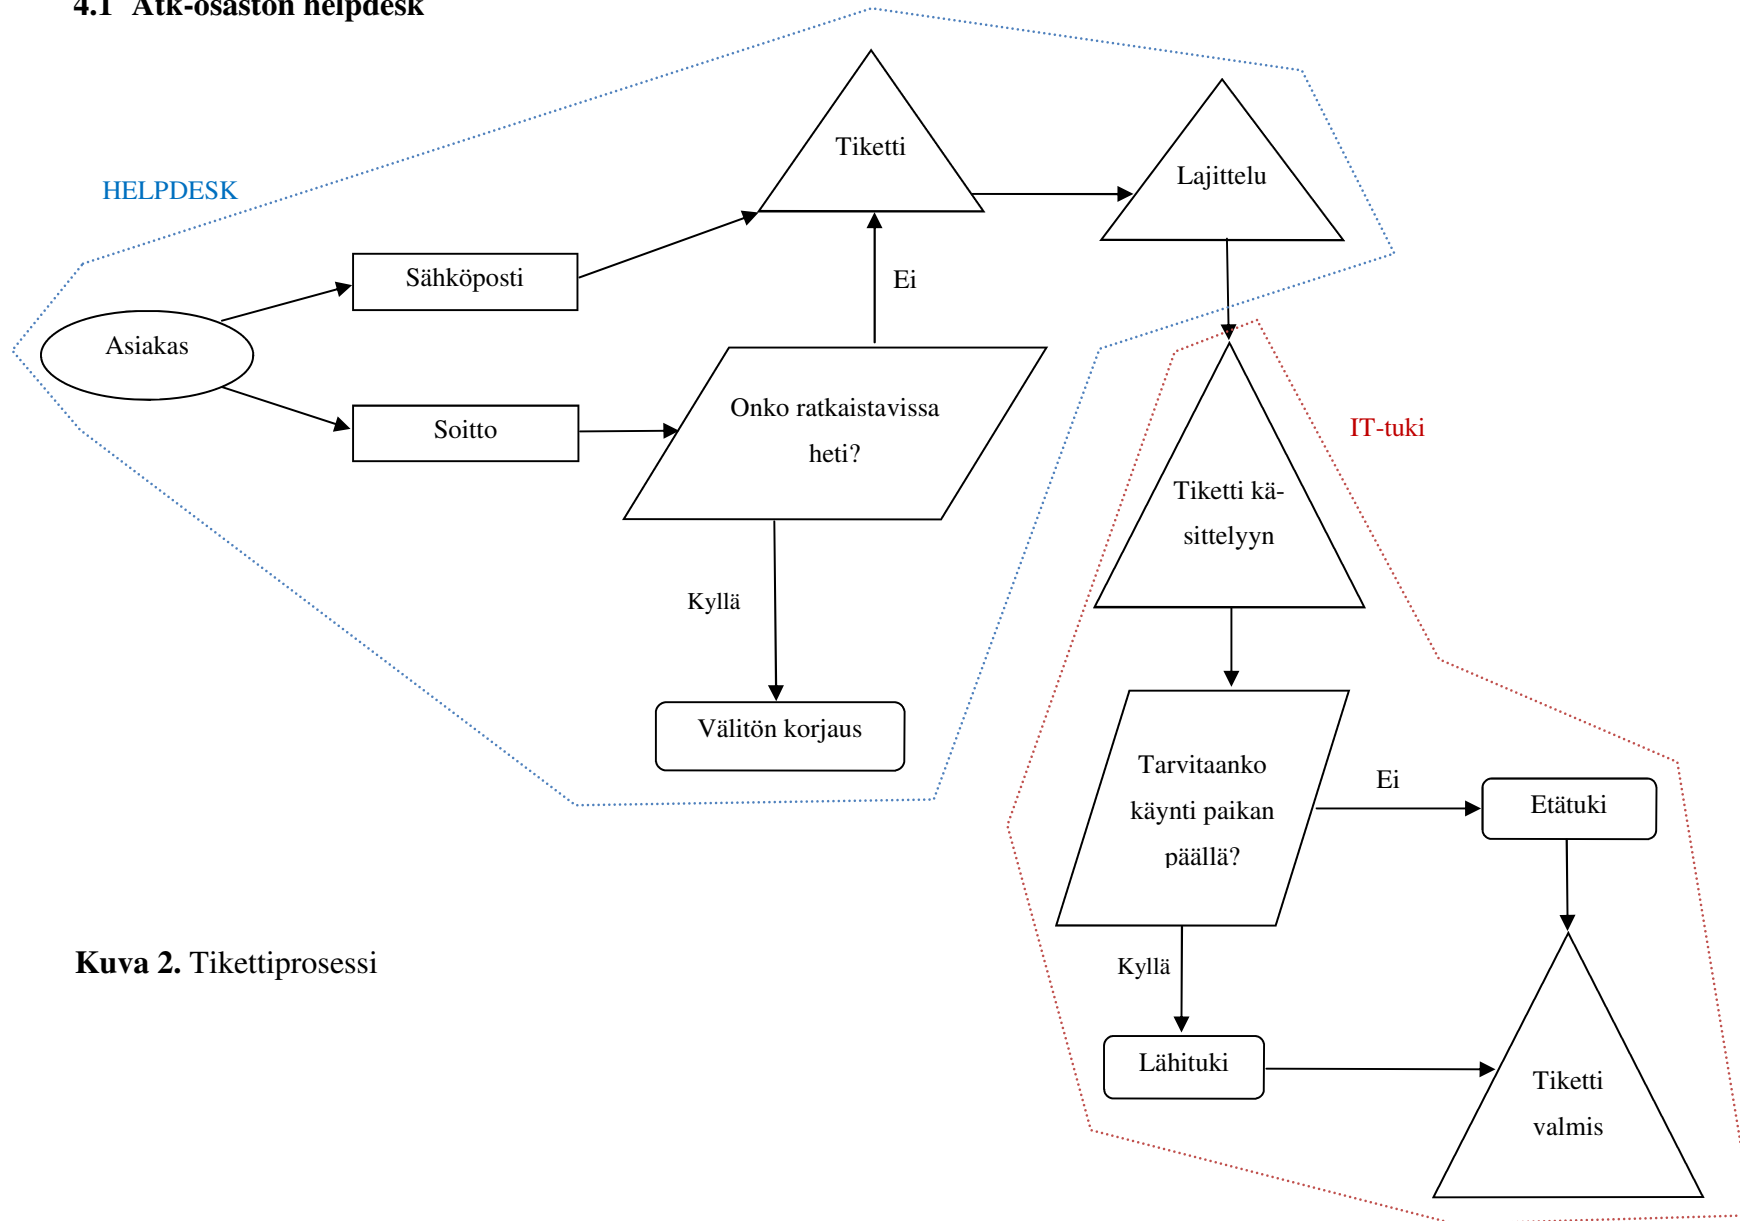 4.1 Atk-osaston helpdesk
Tiketti
Lajittelu
HELPDESK
Sähköposti
Ei
Asiakas
Soitto
Onko ratkaistavissa
heti?
IT-tuki
Tiketti kä-
sittelyyn
Kyllä
Välitön korjaus
Tarvitaanko
käynti paikan
päällä?
Ei
Etätuki
Kyllä
Lähituki
Tiketti
valmis
Kuva 2. Tikettiprosessi